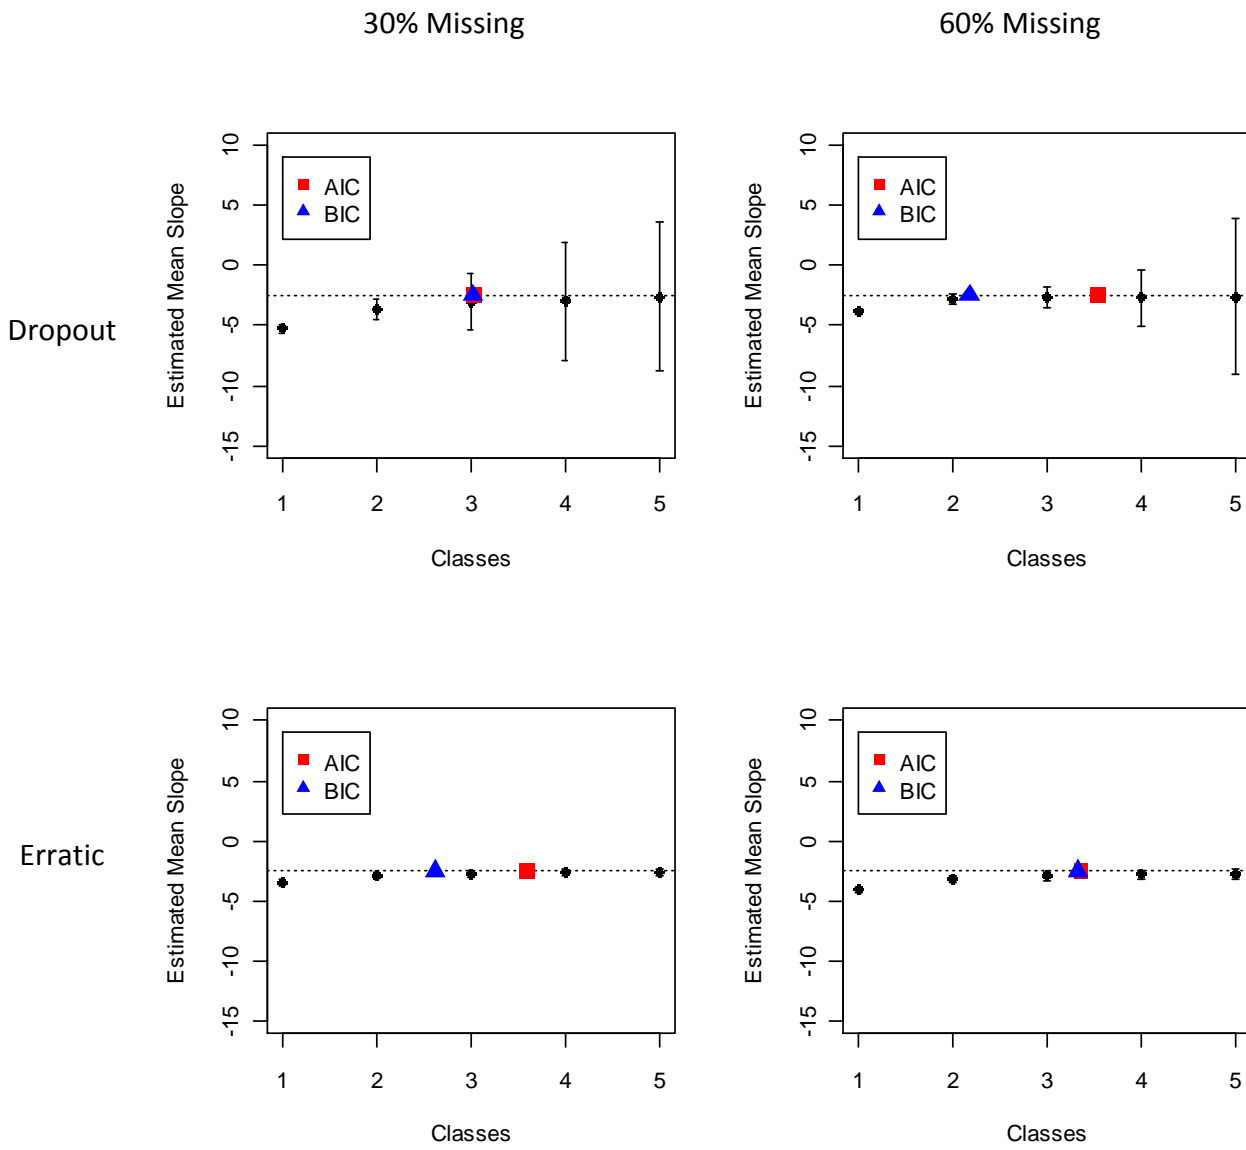 30% Missing
60% Missing
Dropout
Estimated Mean Slope
10
5
0
-5
-10
-15
AIC
BIC
1 2 3 4 5
Classes
Estimated Mean Slope
10
5
0
-5
-10
-15
AIC
BIC
1 2 3 4 5
Classes
Erratic
Estimated Mean Slope
10
5
0
-5
-10
-15
AIC
BIC
1 2 3 4 5
Classes
Estimated Mean Slope
10
5
0
-5
-10
-15
AIC
BIC
1 2 3 4 5
Classes